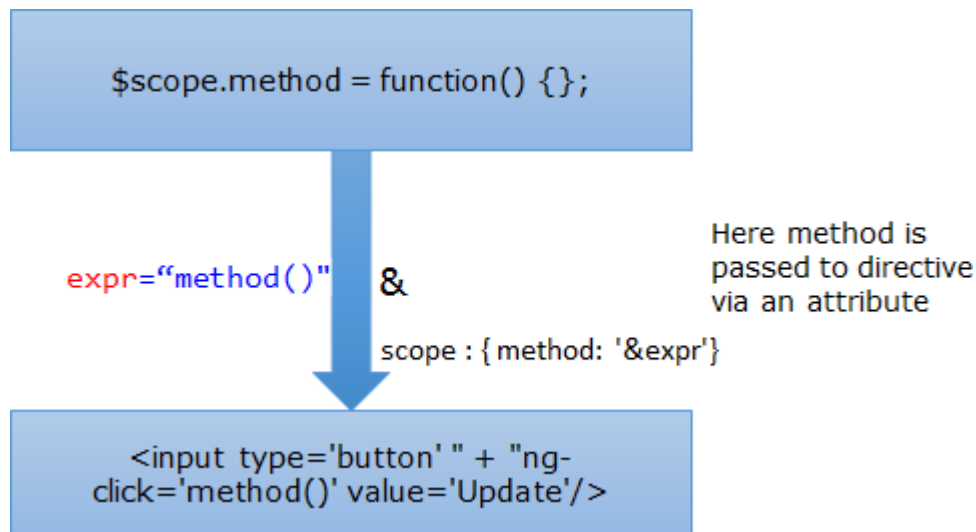 $scope.method = function() {};
expr=“method()"
&
Here method is
passed to directive
via an attribute
scope : { method: '&expr'}
<input type='button' " + "ng-
click='method()' value='Update'/>